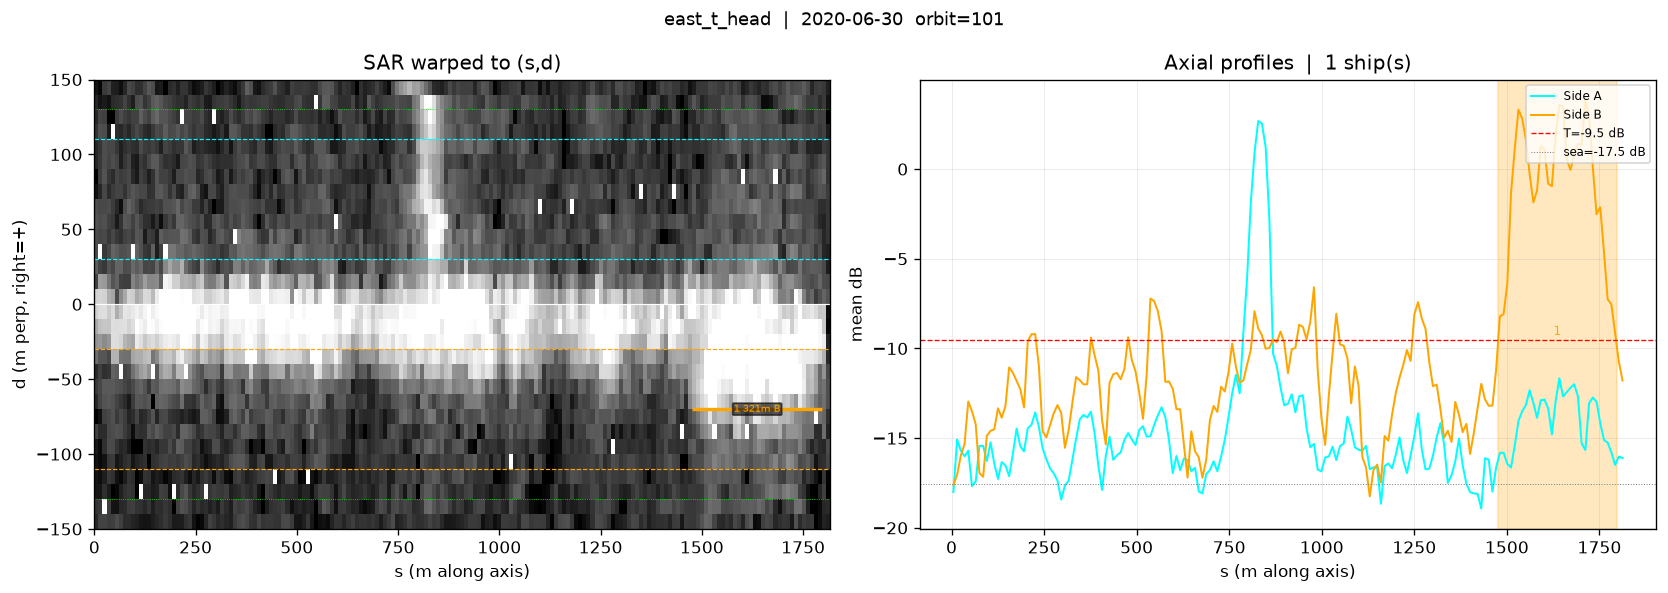 east_t_head | 2020-06-30 orbit=101
SAR warped to (s,d)
150
100
50
0
−50
−100
−150
d (m perp, right=+)
1 321m B
0
250
500
750
1000
1250
1500
1750
s (m along axis)
Axial profiles | 1 ship(s)
Side A
Side B
T=-9.5 dB
sea=-17.5 dB
1
0
−5
−10
−15
−20
mean dB
0
250
500
750
1000
1250
1500
1750
s (m along axis)